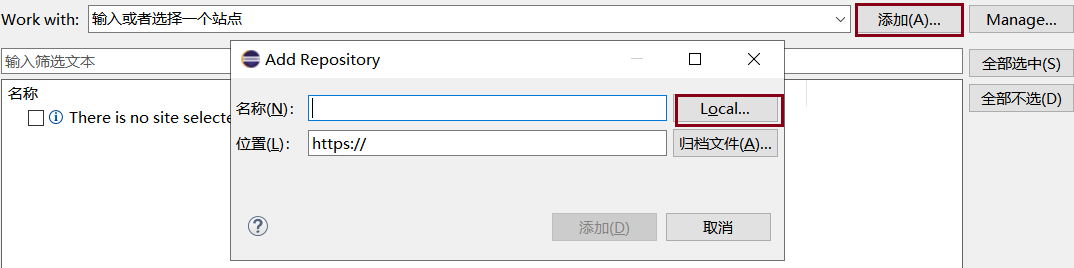 Work with: 输入或者选择一个站点 添加(A)... Manage...
输入筛选文本 全部选中(S)
Add Repository
名称 全部不选(D)
There is no site selecte
名称(N): Local...
位置(L): https:// 归档文件(A)...
添加(D) 取消